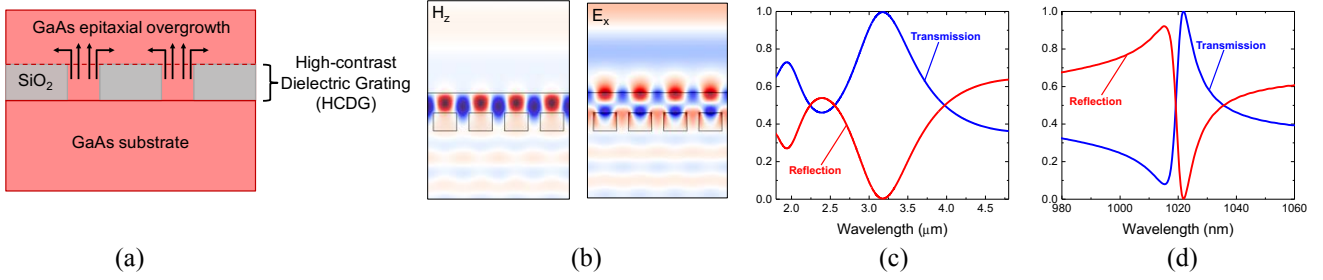 GaAs epitaxial overgrowth
SiO2
GaAs substrate
High-contrast
Dielectric Grating
(HCDG)
(a)
Hz
Ex
(b)
1.0
0.8
0.6
0.4
0.2
0.0
Transmission
Reflection
2.0 2.5 3.0 3.5 4.0 4.5
Wavelength (μm)
(c)
1.0
0.8
0.6
0.4
0.2
0.0
Transmission
Reflection
980 1000 1020 1040 1060
Wavelength (nm)
(d)